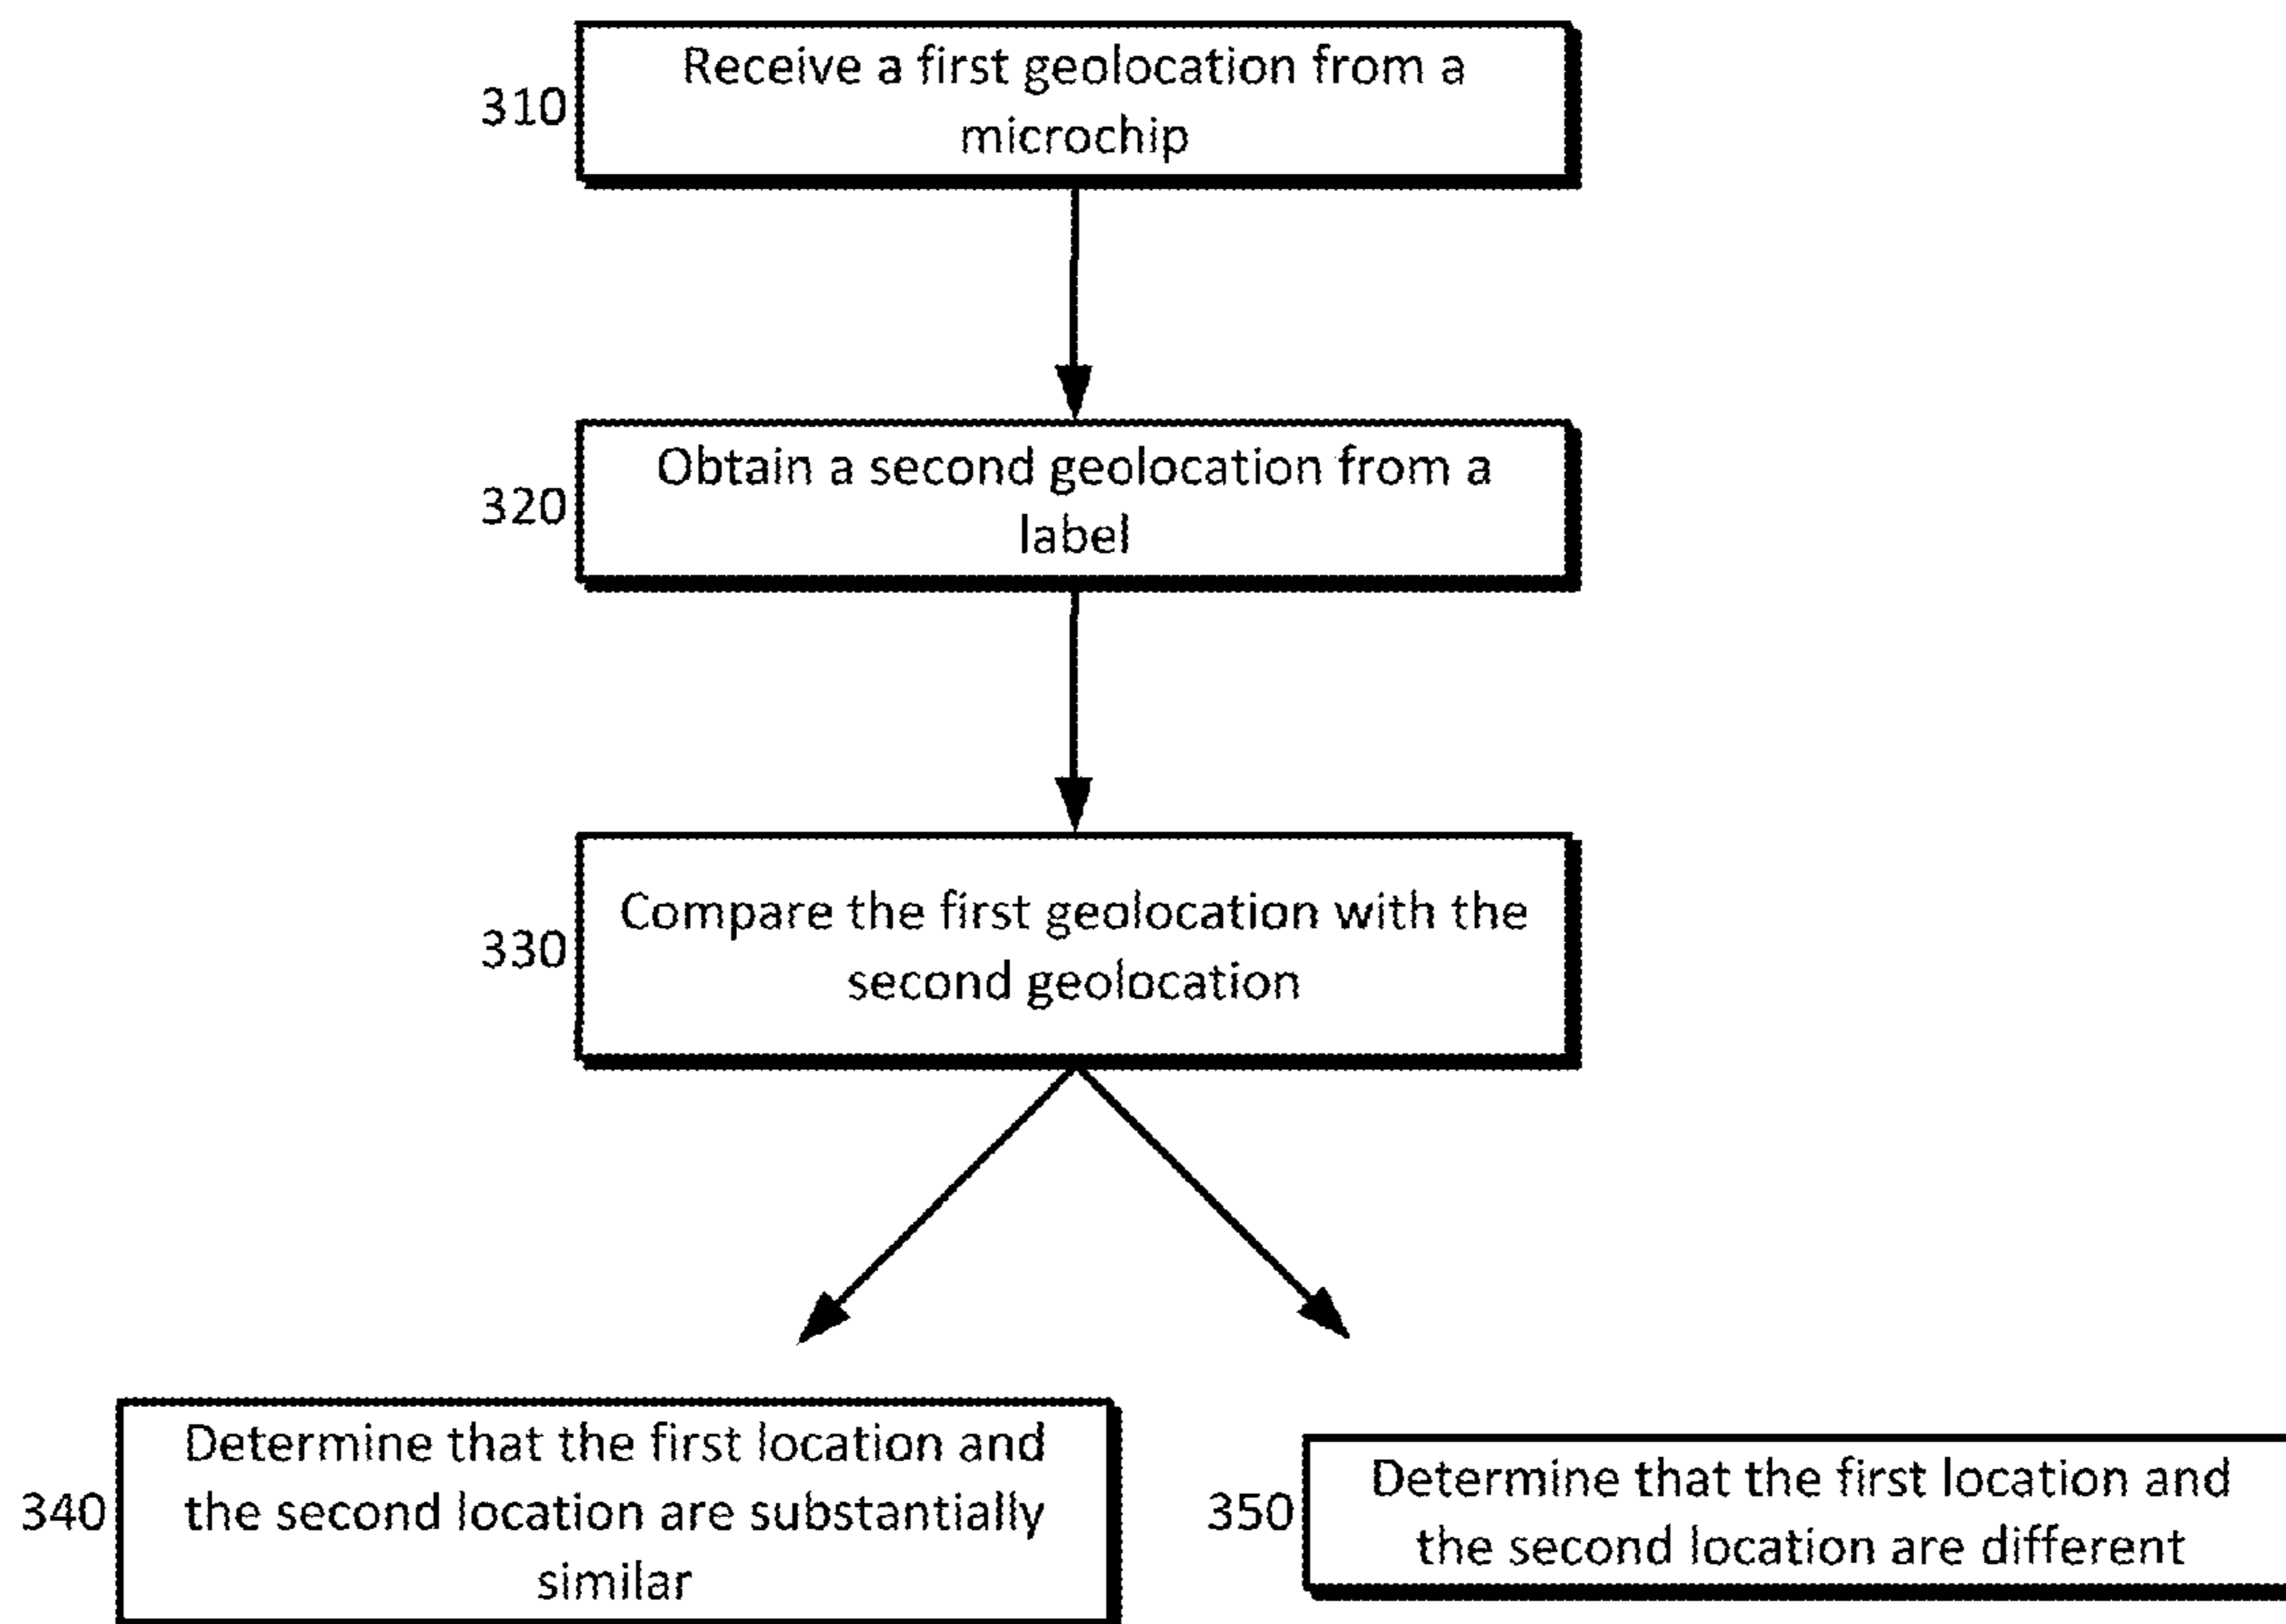 310
Receive a first geolocation from a
microchip
320
Obtain a second geolocation from a
label
330
Compare the first geolocation with the
second geolocation
340
Determine that the first location and
the second location are substantially
similar
350
Determine that the first location and
the second location are different